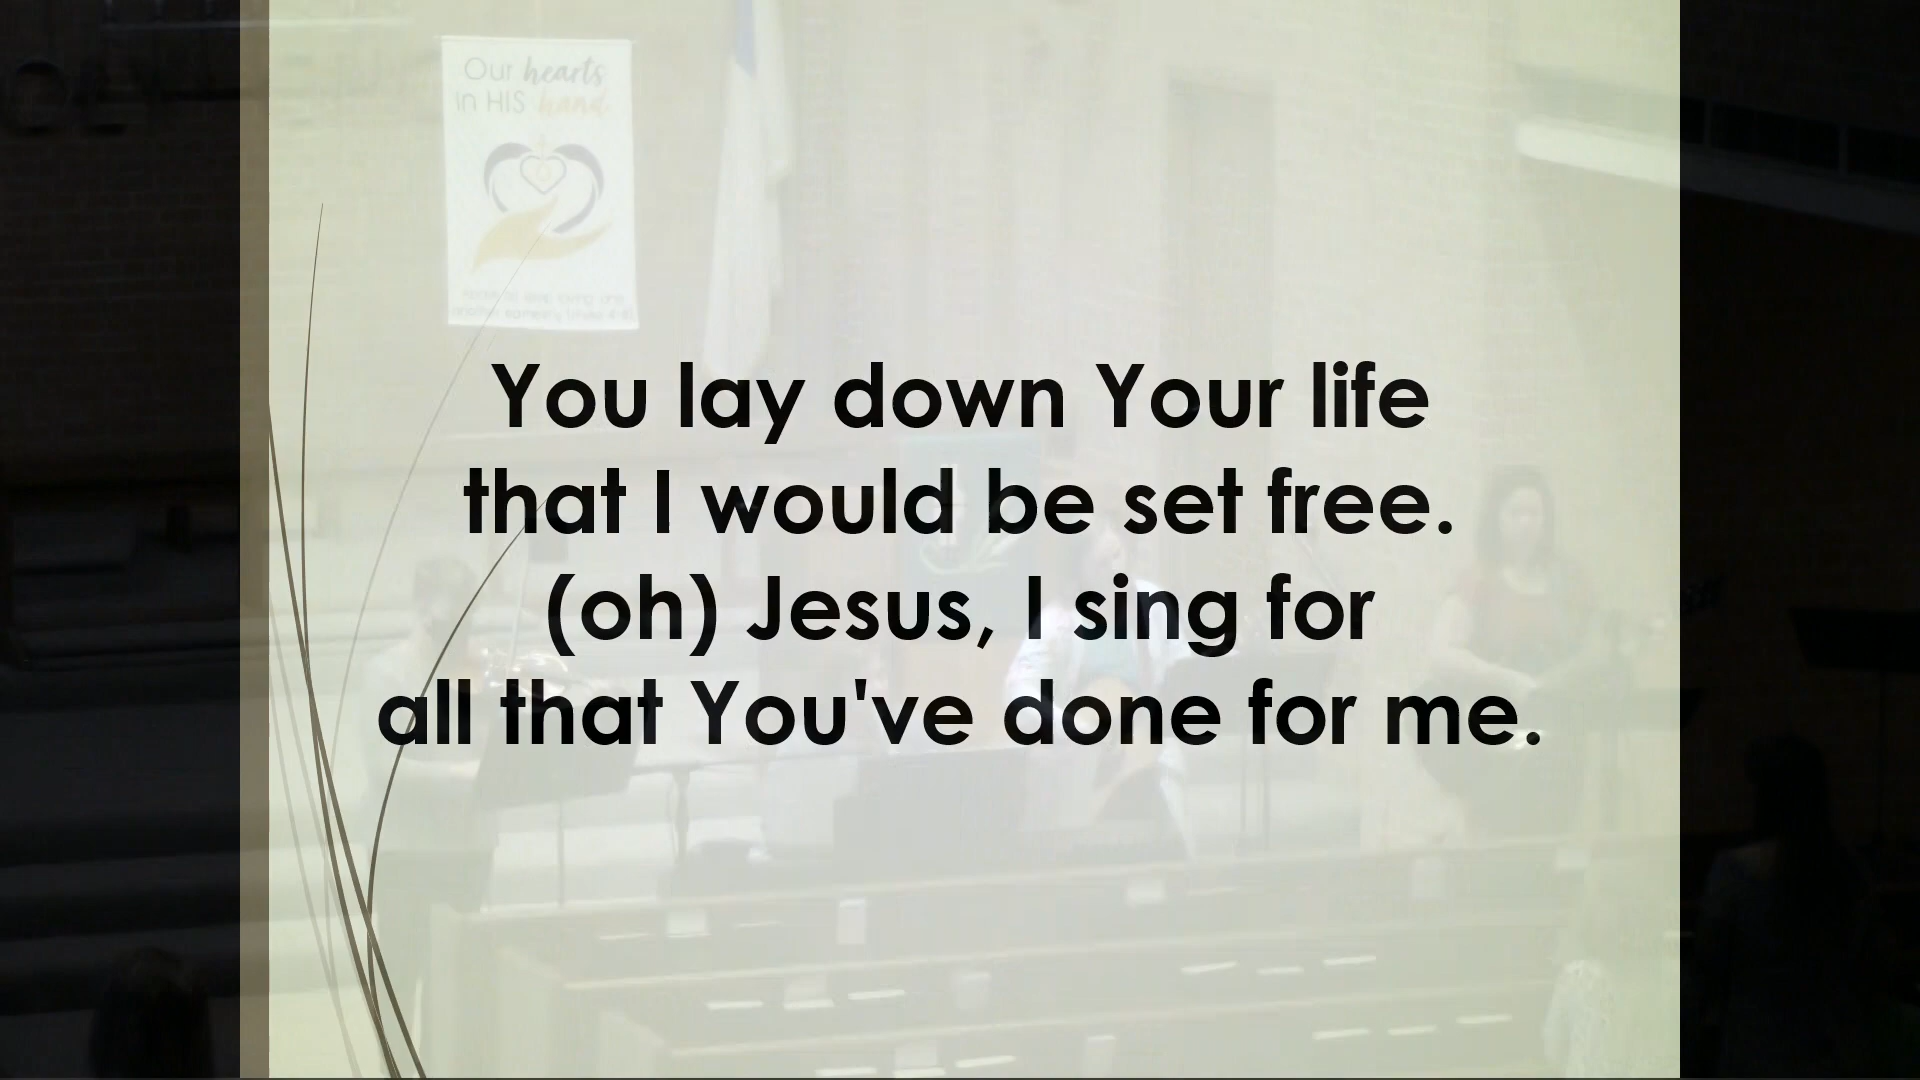 Our hearts
in HIS hand
You lay down Your life
that I would be set free.
(oh) Jesus, I sing for
all that You've done for me.